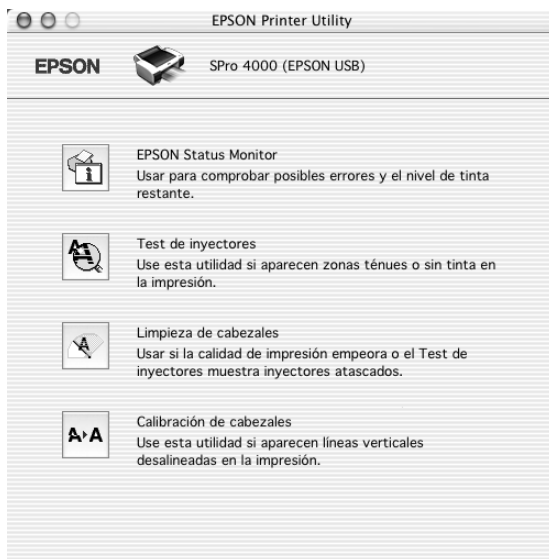 EPSON Printer Utility
EPSON
SPro 4000 (EPSON USB)
EPSON Status Monitor
Usar para comprobar posibles errores y el nivel de tinta
restante.
Test de inyectores
Use esta utilidad si aparecen zonas ténues o sin tinta en
la impresión.
Limpieza de cabezales
Usar si la calidad de impresión empeora o el Test de
inyectores muestra inyectores atascados.
Calibración de cabezales
Use esta utilidad si aparecen líneas verticales
desalineadas en la impresión.